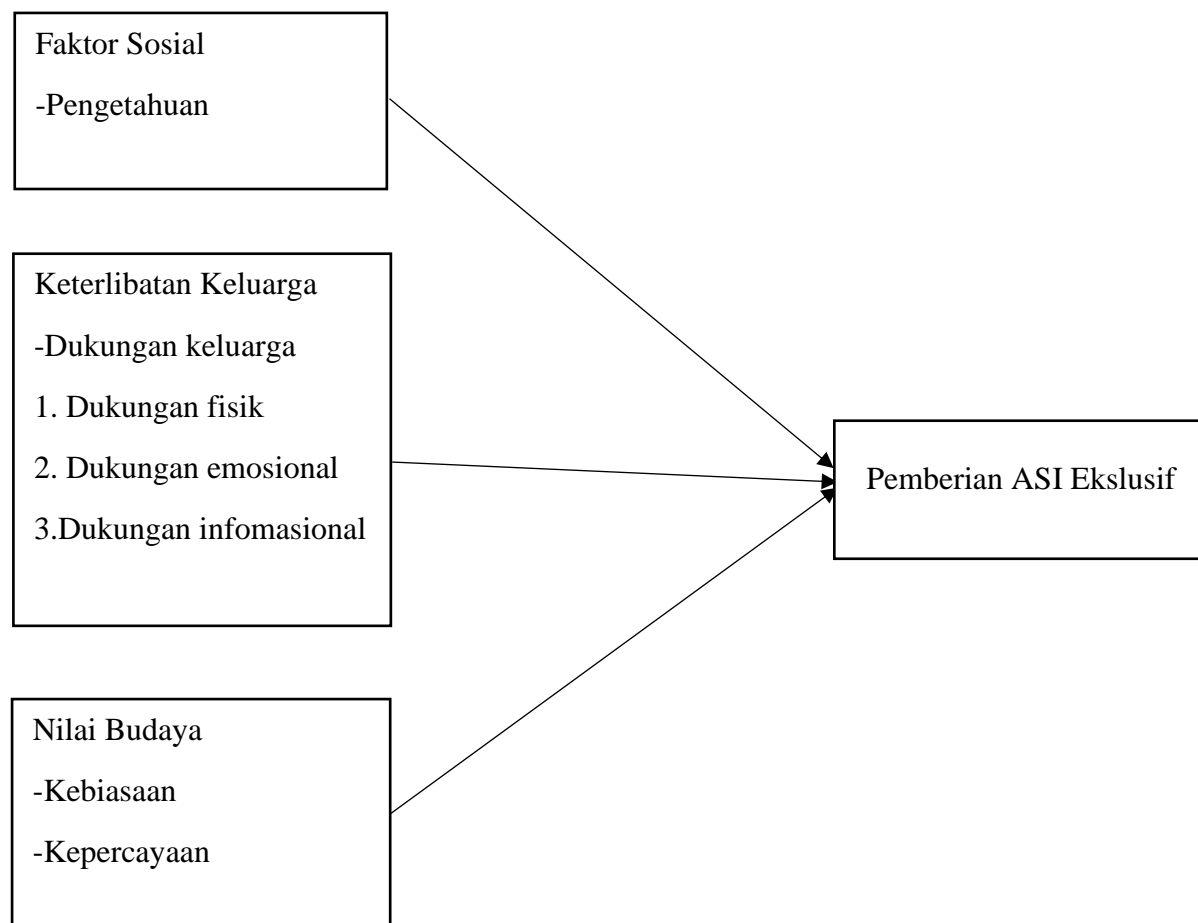 Faktor Sosial
-Pengetahuan
Keterlibatan Keluarga
-Dukungan keluarga
1. Dukungan fisik
2. Dukungan emosional
3.Dukungan infomasional
Pemberian ASI Ekslusif
Nilai Budaya
-Kebiasaan
-Kepercayaan